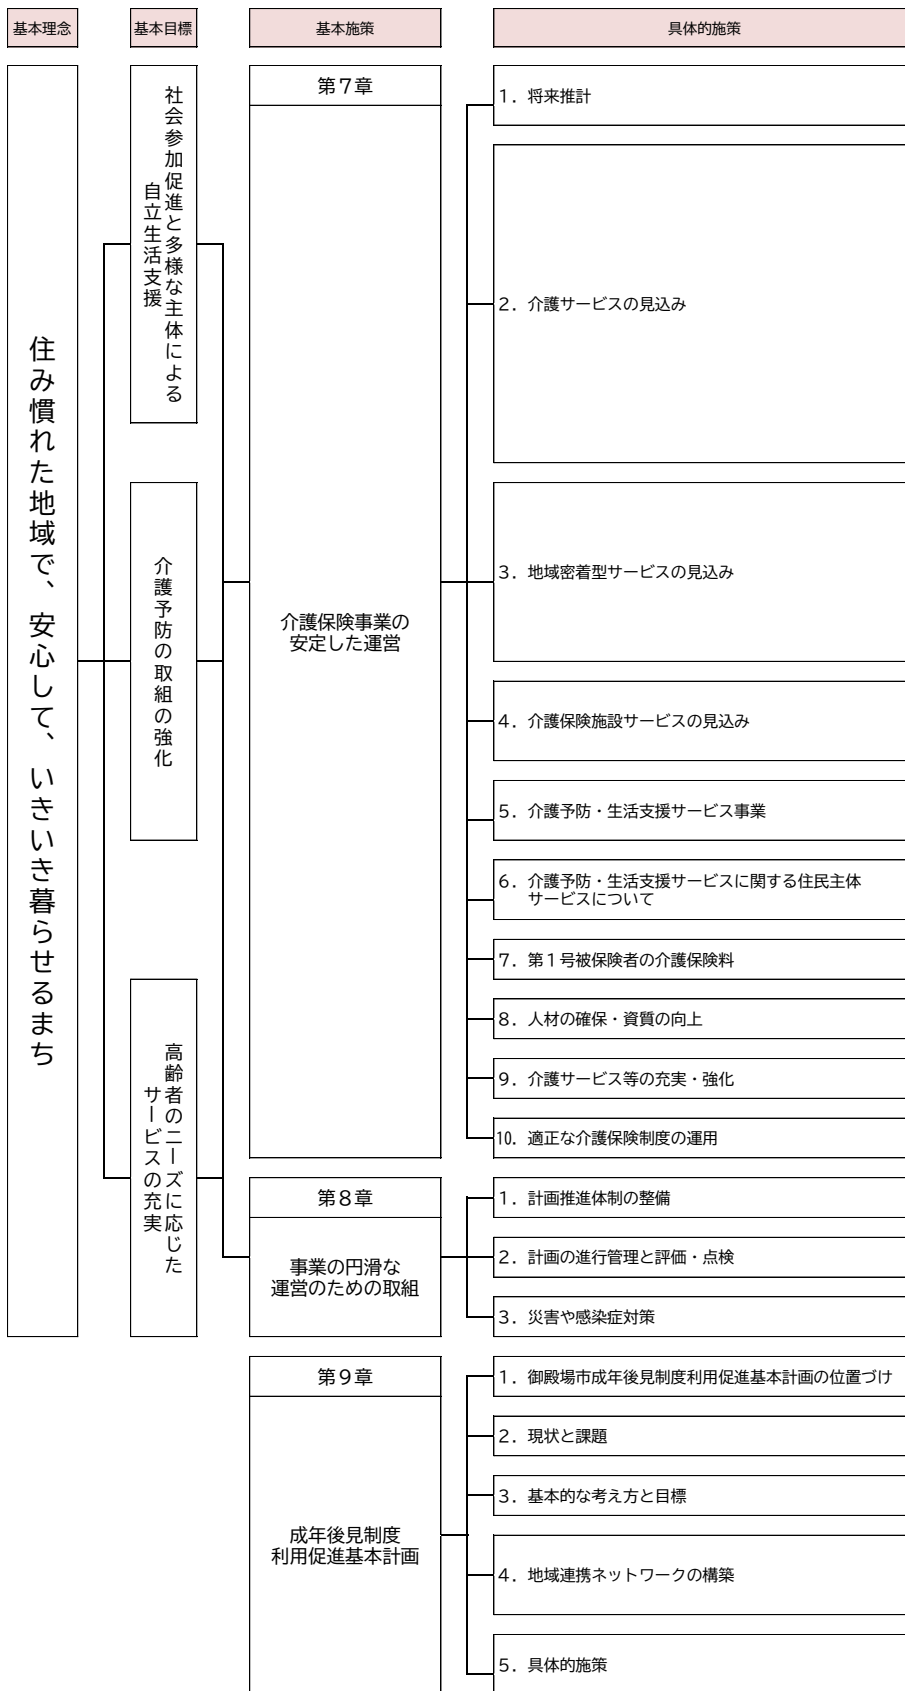 基本理念
基本目標
基本施策
具体的施策
住み慣れた地域で、安心して、いきいき暮らせるまち
社会参加促進と多様な主体による
自立生活支援
介護予防の取組の強化
高齢者のニーズに応じた
サービスの充実
第7章
介護保険事業の
安定した運営
1. 将来推計
2. 介護サービスの見込み
3. 地域密着型サービスの見込み
4. 介護保険施設サービスの見込み
5. 介護予防・生活支援サービス事業
6. 介護予防・生活支援サービスに関する住民主体
サービスについて
7. 第1号被保険者の介護保険料
8. 人材の確保・資質の向上
9. 介護サービス等の充実・強化
10. 適正な介護保険制度の運用
第8章
事業の円滑な
運営のための取組
1. 計画推進体制の整備
2. 計画の進行管理と評価・点検
3. 災害や感染症対策
第9章
成年後見制度
利用促進基本計画
1. 御殿場市成年後見制度利用促進基本計画の位置づけ
2. 現状と課題
3. 基本的な考え方と目標
4. 地域連携ネットワークの構築
5. 具体的施策